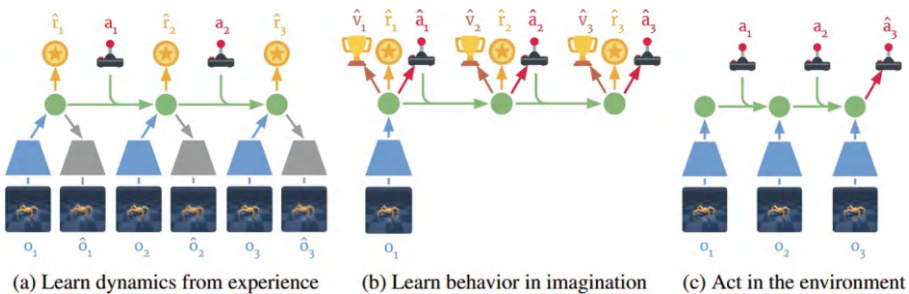 r̂₁ a₁ r̂₂ a₂ r̂₃
o₁ ô₁ o₂ ô₂ o₃ ô₃
(a) Learn dynamics from experience
v̂₁ r̂₁ â₁ v̂₂ r̂₂ â₂ v̂₃ r̂₃ â₃
o₁
(b) Learn behavior in imagination
a₁ a₂ â₃
o₁ o₂ o₃
(c) Act in the environment